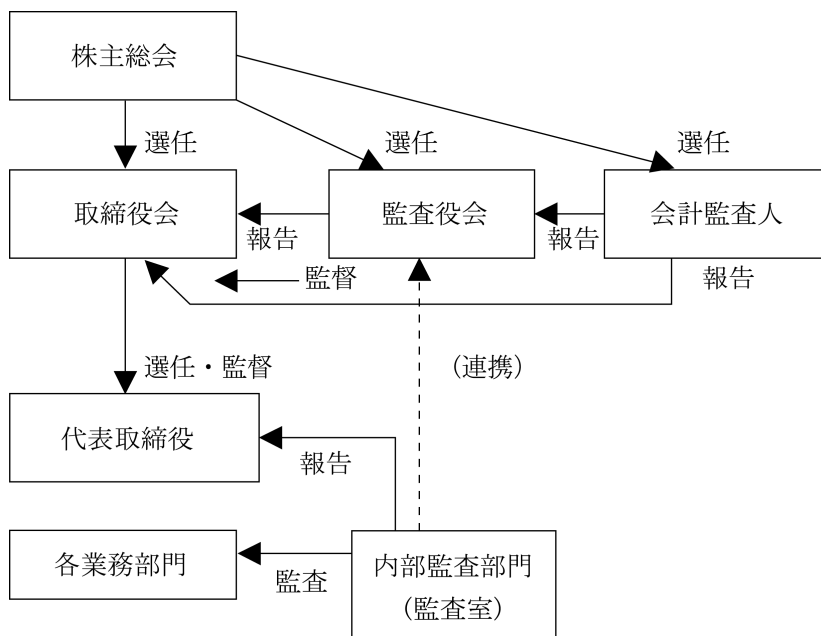 株主総会
選任
選任
選任
取締役会
監査役会
会計監査人
報告
報告
監督
報告
選任・監督
（連携）
代表取締役
報告
各業務部門
監査
内部監査部門
（監査室）